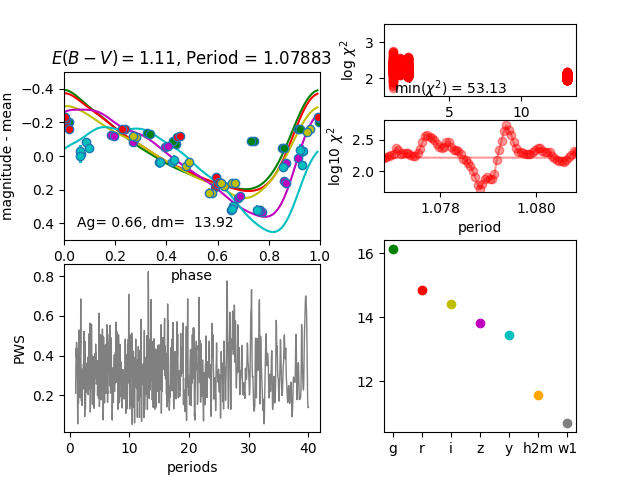 E(B − V) = 1.11, Period = 1.07883
magnitude - mean
−0.4
−0.2
0.0
0.2
0.4
Ag= 0.66, dm=  13.92
0.0 0.2 0.4 0.6 0.8 1.0
phase
log χ²
3
2
min(χ²) = 53.13
5 10
log10 χ²
2.5
2.0
1.078 1.080
period
PWS
0.8
0.6
0.4
0.2
0 10 20 30 40
periods
16
14
12
g r i z y h2m w1